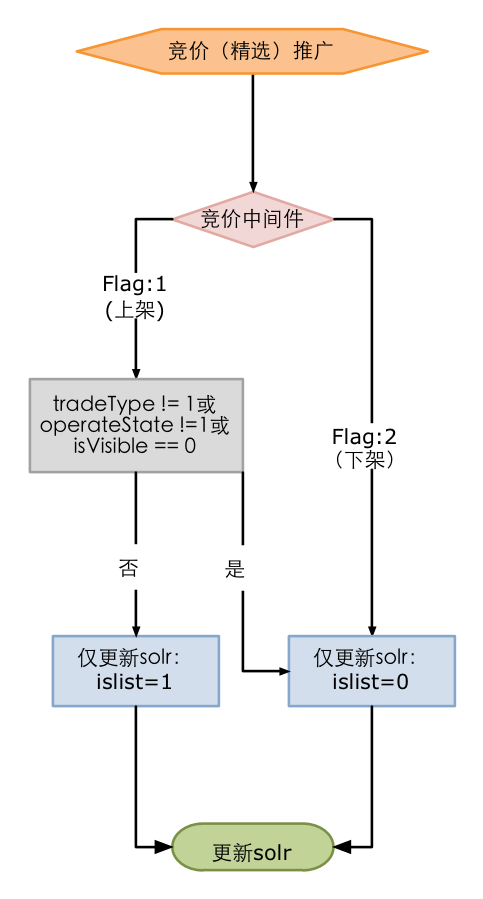 竞价（精选）推广
竞价中间件
Flag:1
(上架)
tradeType != 1或
operateState !=1或
isVisible == 0
Flag:2
（下架）
否
是
仅更新solr：
islist=1
仅更新solr：
islist=0
更新solr